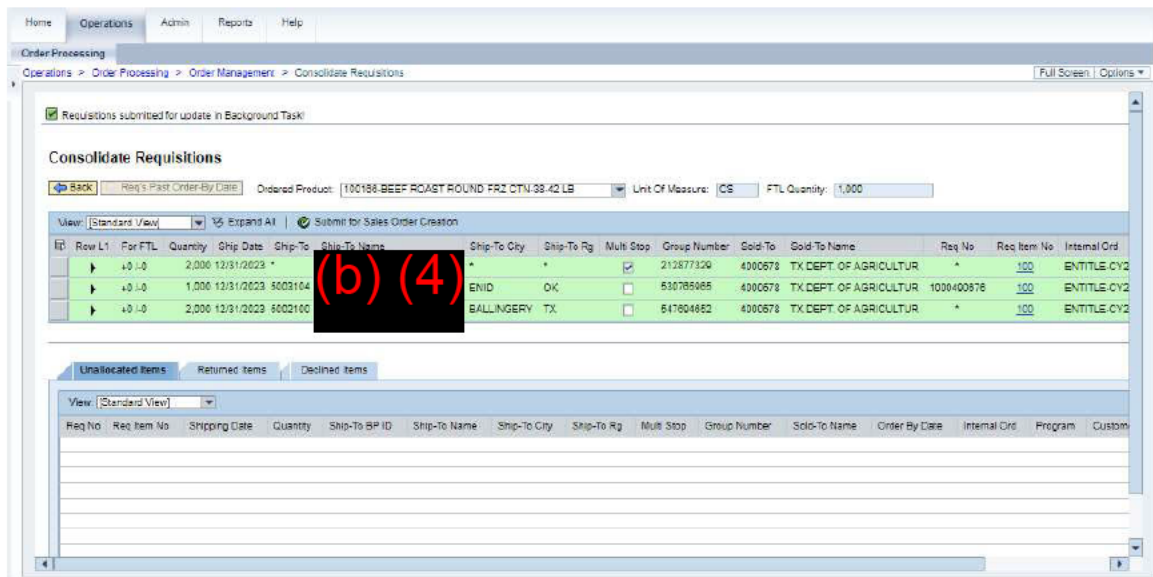 Home Operations Admin Reports Help
Order Processing
Operations > Order Processing > Order Management > Consolidate Requisitions Full Screen Options
Requisitions submitted for update in Background Task!
Consolidate Requisitions
Back Req's Past Order-By Date Ordered Product: 100166-BEEF ROAST ROUND FRZ CTN-38-42 LB Unit Of Measure: CS FTL Quantity: 1,000
View: [Standard View] Expand All | Submit for Sales Order Creation
Row L1 For FTL Quantity Ship Date Ship-To Ship-To Name Ship-To City Ship-To Rg Multi Stop Group Number Sold-To Sold-To Name Req No Req Item No Internal Ord
+0 /-0 2,000 12/31/2023 * * * 212877329 4000578 TX.DEPT. OF AGRICULTUR * 100 ENTITLE-CY2
+0 /-0 1,000 12/31/2023 5003104 ENID OK 530765965 4000578 TX.DEPT. OF AGRICULTUR 1000400676 100 ENTITLE-CY2
+0 /-0 2,000 12/31/2023 5002100 BALLINGERY TX 547604652 4000578 TX.DEPT. OF AGRICULTUR * 100 ENTITLE-CY2
(b) (4)
Unallocated Items Returned Items Declined Items
View: [Standard View]
Req No Req Item No Shipping Date Quantity Ship-To BP ID Ship-To Name Ship-To City Ship-To Rg Multi Stop Group Number Sold-To Name Order By Date Internal Ord Program Custom